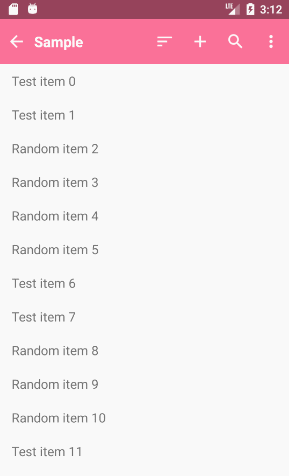 3:12
Sample
Test item 0
Test item 1
Random item 2
Random item 3
Random item 4
Random item 5
Test item 6
Test item 7
Random item 8
Random item 9
Random item 10
Test item 11